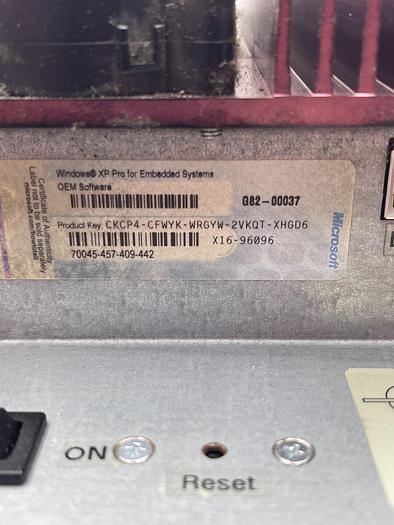 Windows® XP Pro for Embedded Systems
OEM Software
G82-00037
Product Key: CKCP4-CFWYK-WRGYW-2VKQT-XHGD6
X16-96096
70045-457-409-442
Certificate of Authenticity
Label not to be sold separately
microsoft.com/howtotell
Microsoft
ON
Reset